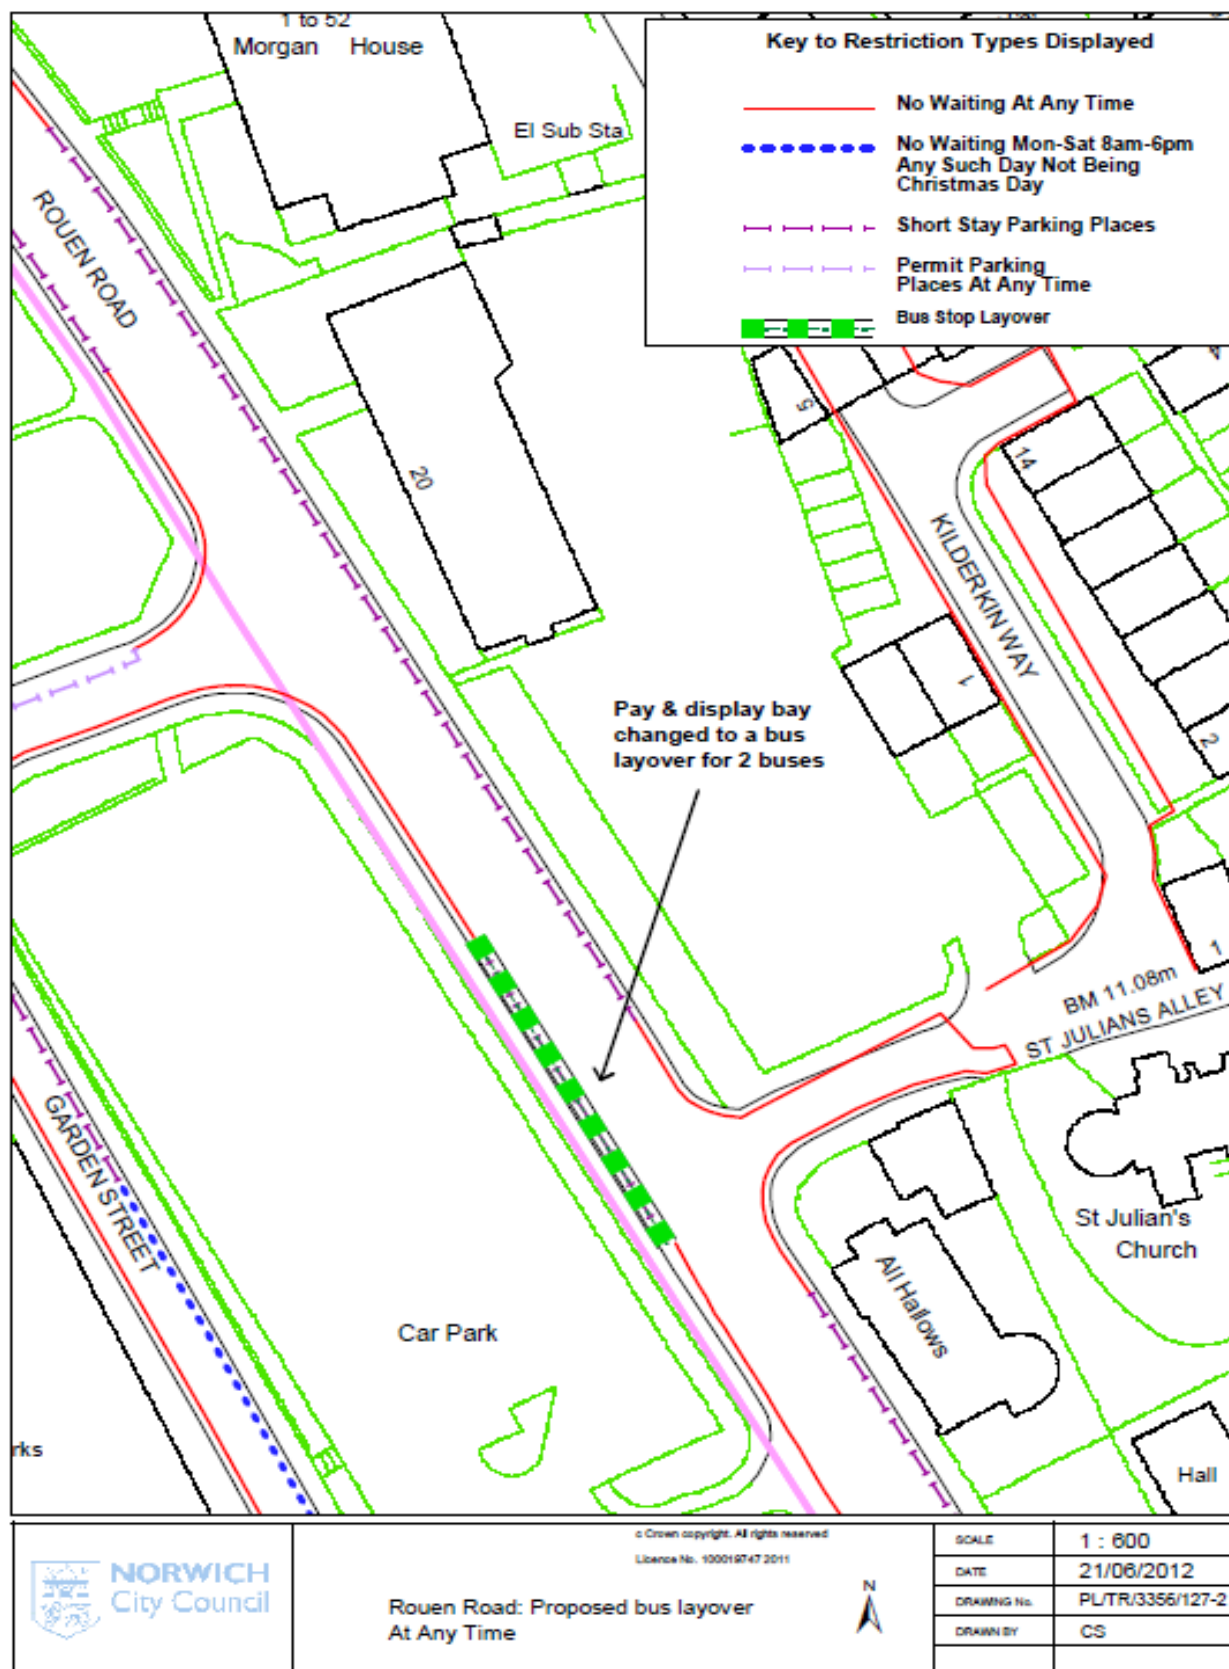 1 to 52
Morgan House
El Sub Sta
Key to Restriction Types Displayed
No Waiting At Any Time
No Waiting Mon-Sat 8am-6pm
Any Such Day Not Being
Christmas Day
Short Stay Parking Places
Permit Parking
Places At Any Time
Bus Stop Layover
ROUEN ROAD
20
5
4
14
KILDERKIN WAY
1
2
Pay & display bay
changed to a bus
layover for 2 buses
1
BM 11.08m
ST JULIANS ALLEY
GARDEN STREET
St Julian's
Church
All Hallows
Car Park
rks
Hall
NORWICH
City Council
c Crown copyright. All rights reserved
Licence No. 100019747 2011
Rouen Road: Proposed bus layover
At Any Time
N
SCALE 1 : 600
DATE 21/06/2012
DRAWING No. PL/TR/3356/127-2
DRAWN BY CS